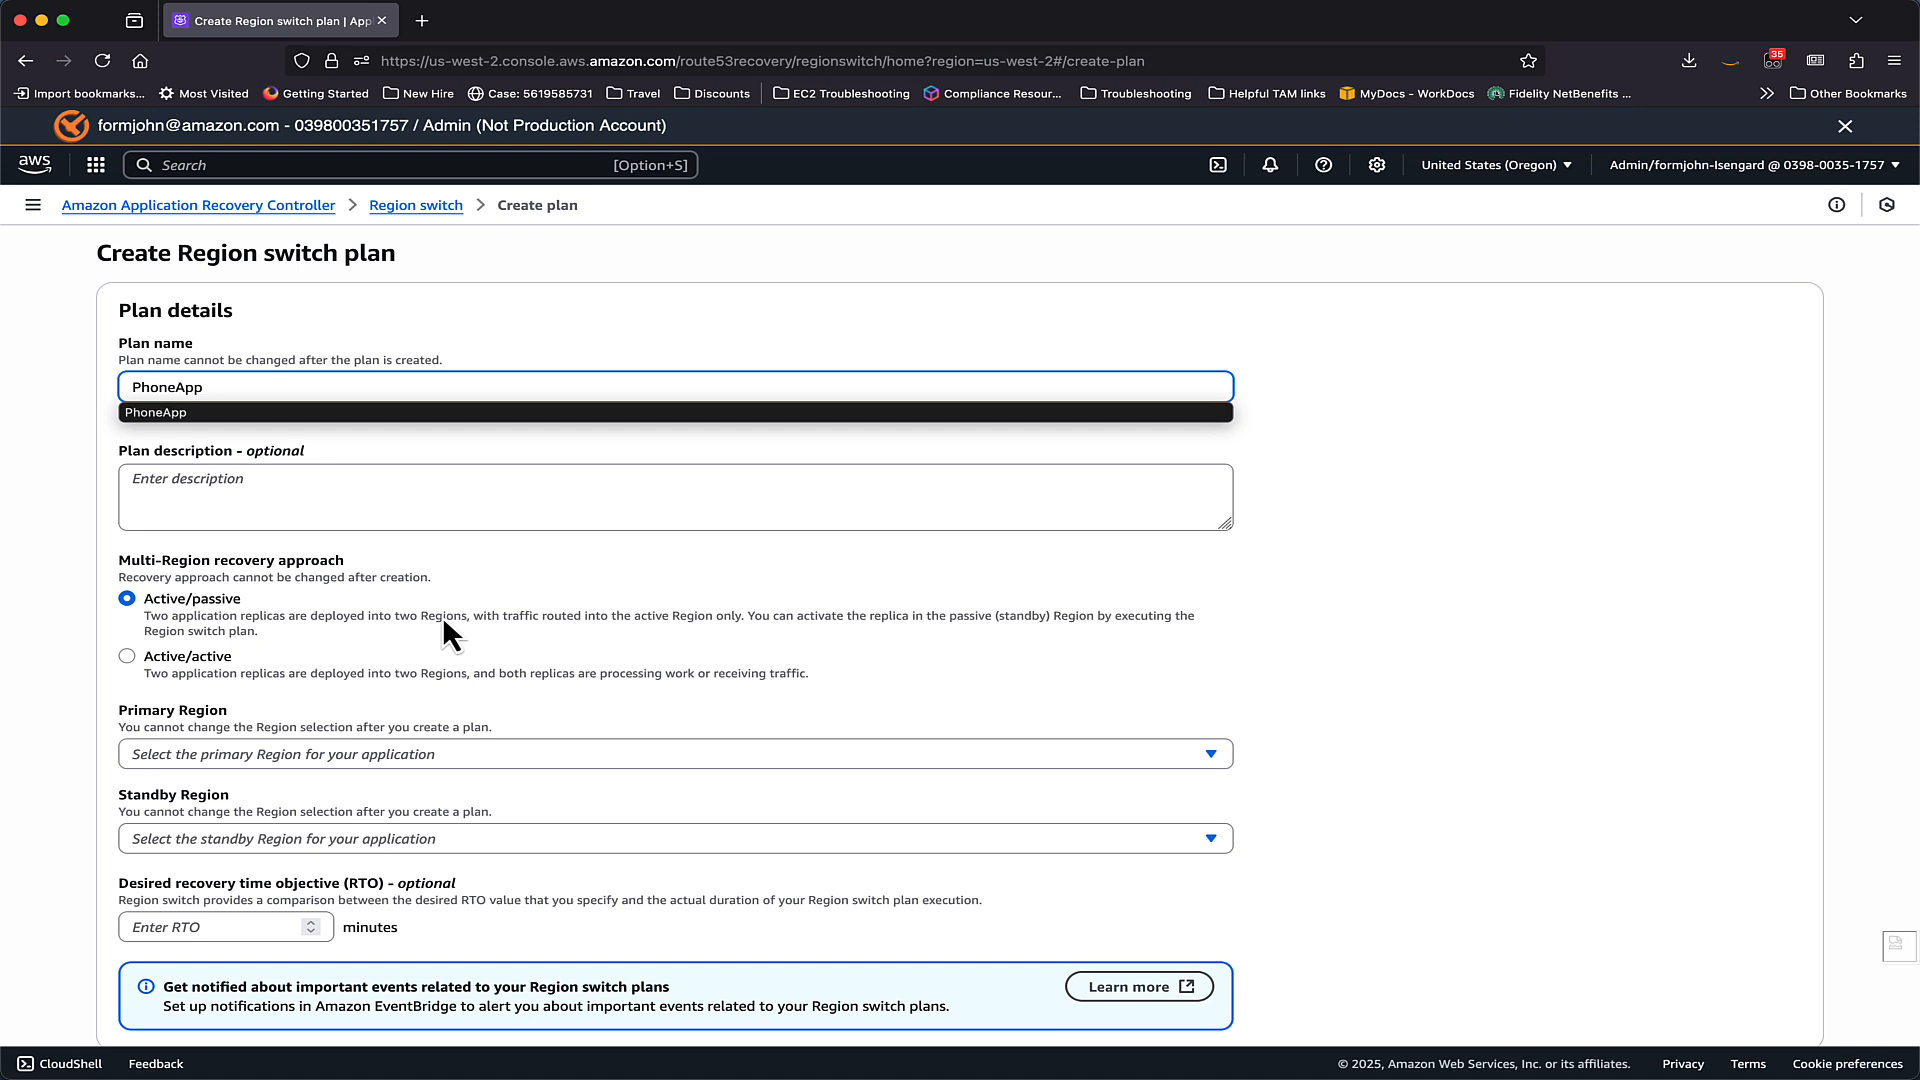 Create Region switch plan | App
https://us-west-2.console.aws.amazon.com/route53recovery/regionswitch/home?region=us-west-2#/create-plan
35
Import bookmarks... Most Visited Getting Started New Hire Case: 5619585731 Travel Discounts EC2 Troubleshooting Compliance Resour... Troubleshooting Helpful TAM links MyDocs - WorkDocs Fidelity NetBenefits ... Other Bookmarks
formjohn@amazon.com - 039800351757 / Admin (Not Production Account)
aws Search [Option+S] United States (Oregon) Admin/formjohn-Isengard @ 0398-0035-1757
Amazon Application Recovery Controller > Region switch > Create plan
Create Region switch plan
Plan details
Plan name
Plan name cannot be changed after the plan is created.
PhoneApp
PhoneApp
Plan description - optional
Enter description
Multi-Region recovery approach
Recovery approach cannot be changed after creation.
Active/passive
Two application replicas are deployed into two Regions, with traffic routed into the active Region only. You can activate the replica in the passive (standby) Region by executing the
Region switch plan.
Active/active
Two application replicas are deployed into two Regions, and both replicas are processing work or receiving traffic.
Primary Region
You cannot change the Region selection after you create a plan.
Select the primary Region for your application
Standby Region
You cannot change the Region selection after you create a plan.
Select the standby Region for your application
Desired recovery time objective (RTO) - optional
Region switch provides a comparison between the desired RTO value that you specify and the actual duration of your Region switch plan execution.
Enter RTO minutes
Get notified about important events related to your Region switch plans
Set up notifications in Amazon EventBridge to alert you about important events related to your Region switch plans.
Learn more
CloudShell Feedback © 2025, Amazon Web Services, Inc. or its affiliates. Privacy Terms Cookie preferences